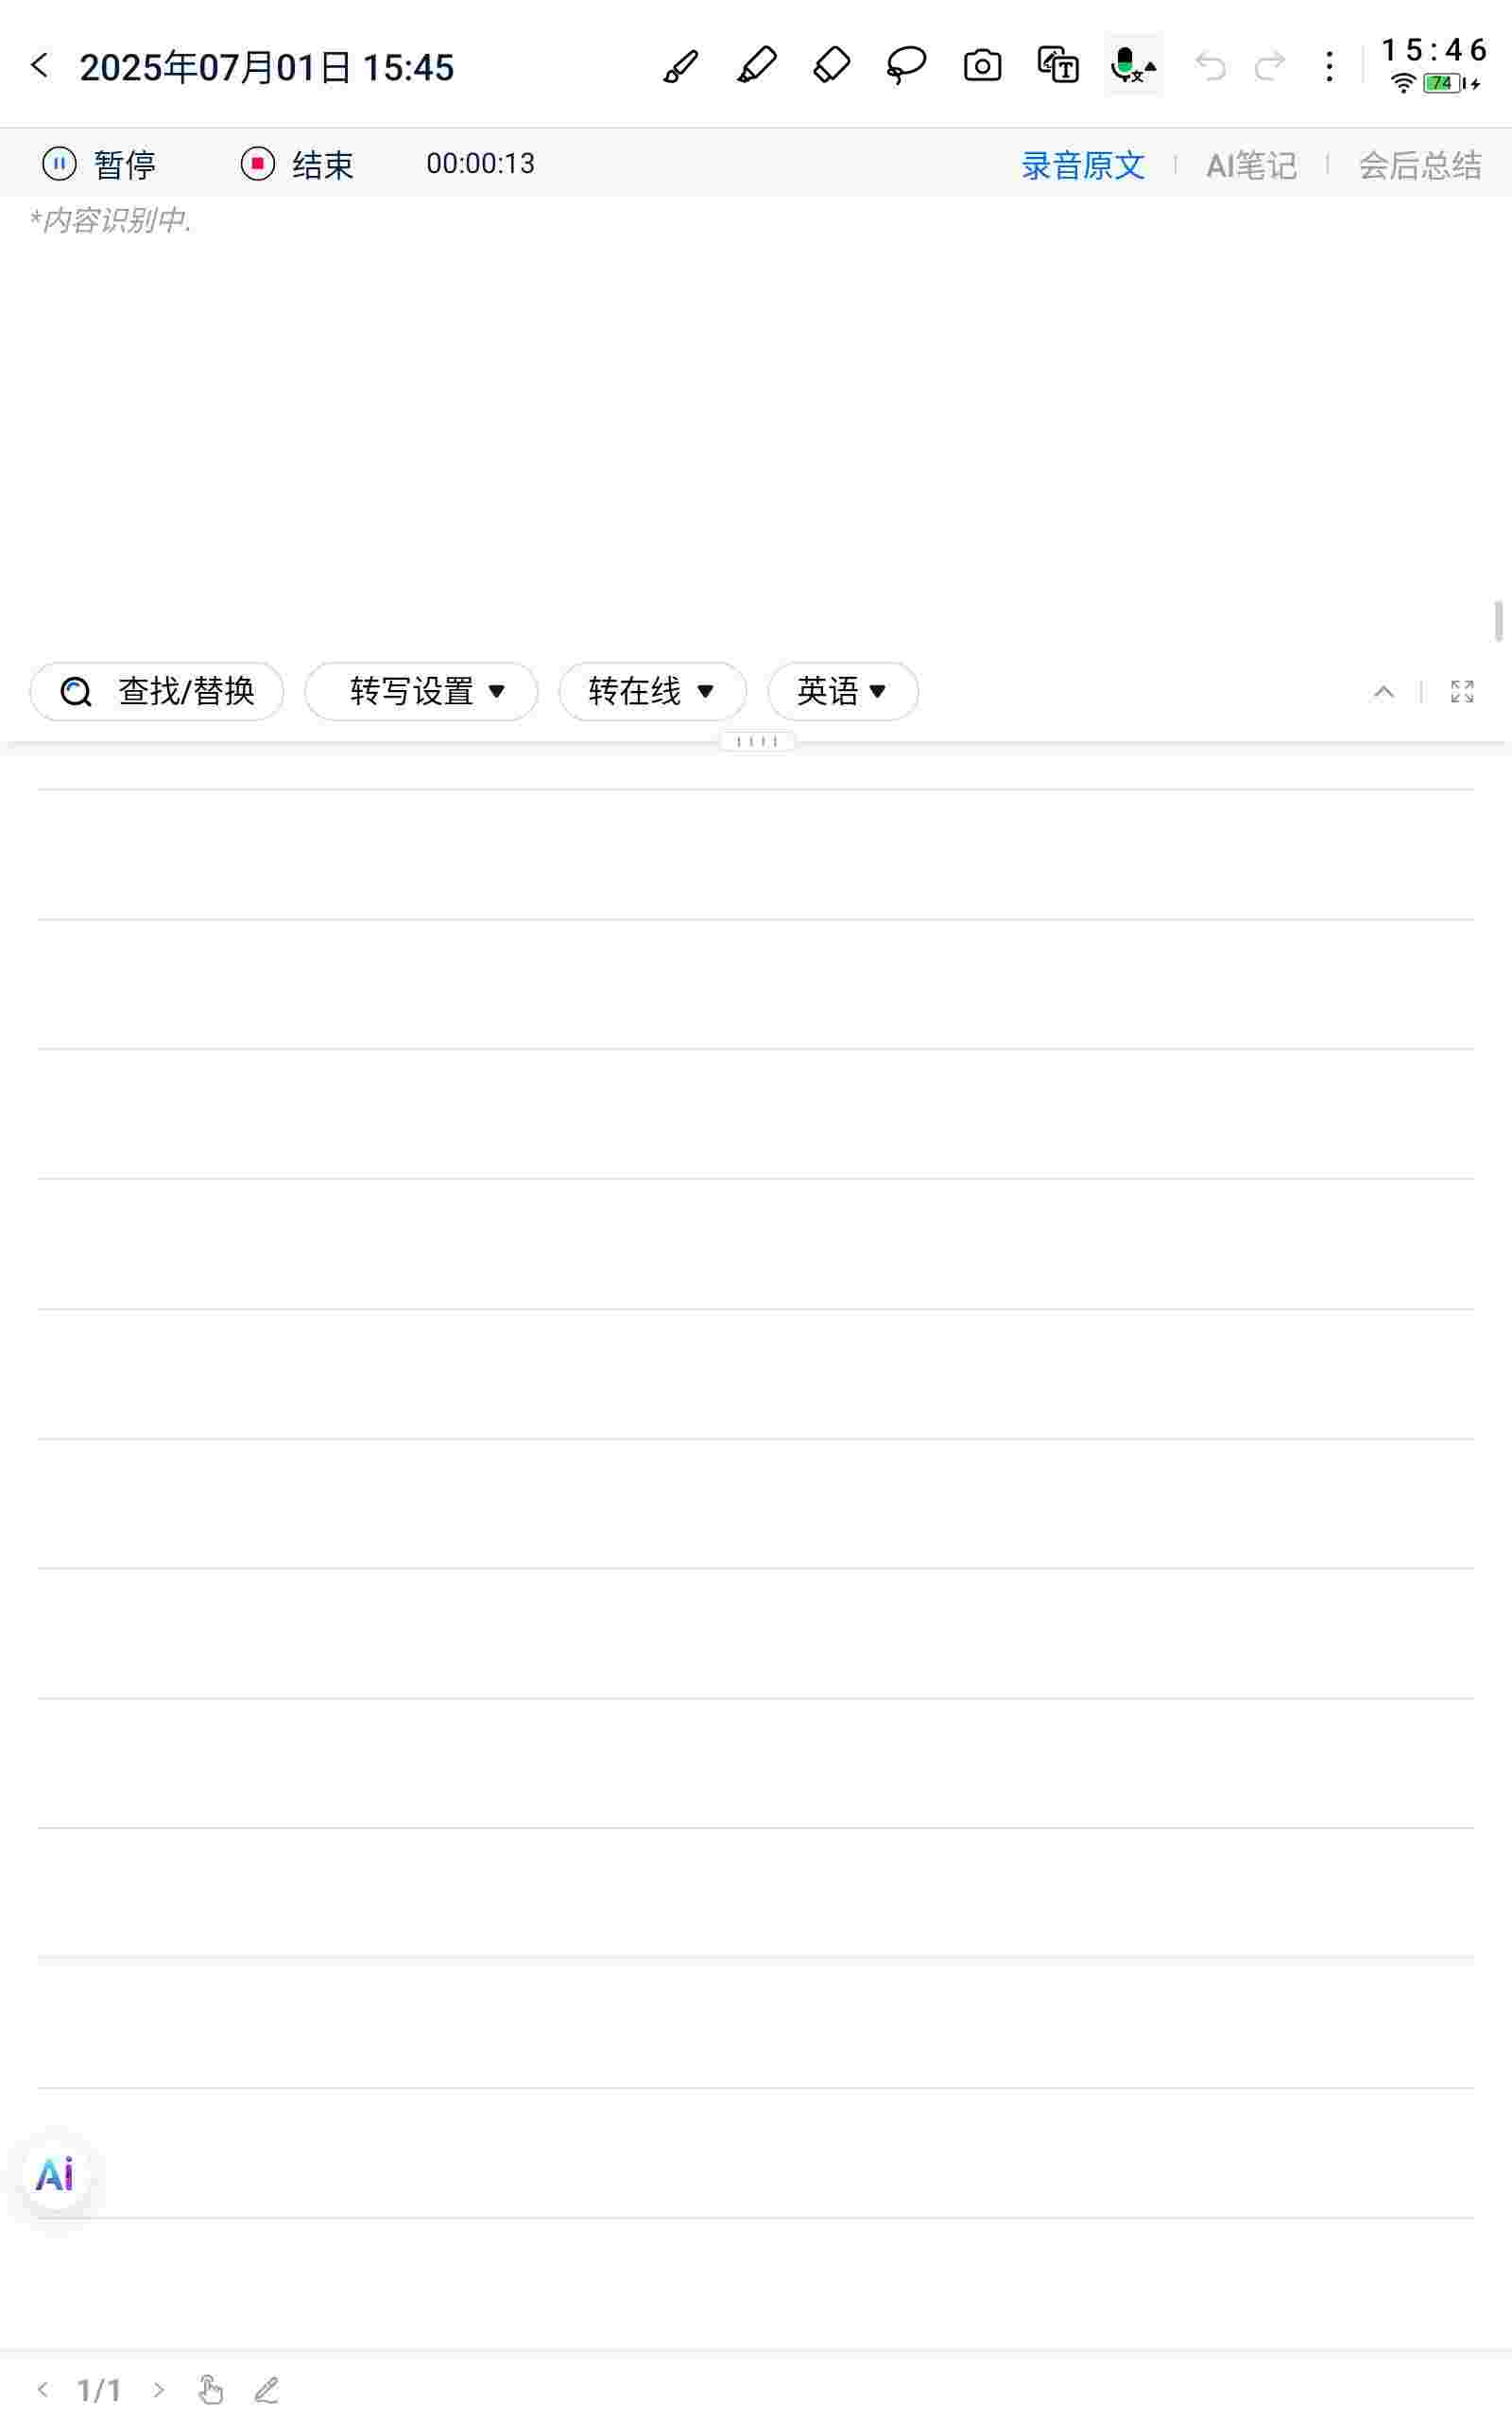 2025年07月01日 15:45
15:46
74
暂停 结束 00:00:13 录音原文 AI笔记 会后总结
*内容识别中.
查找/替换 转写设置 转在线 英语
Ai
1/1